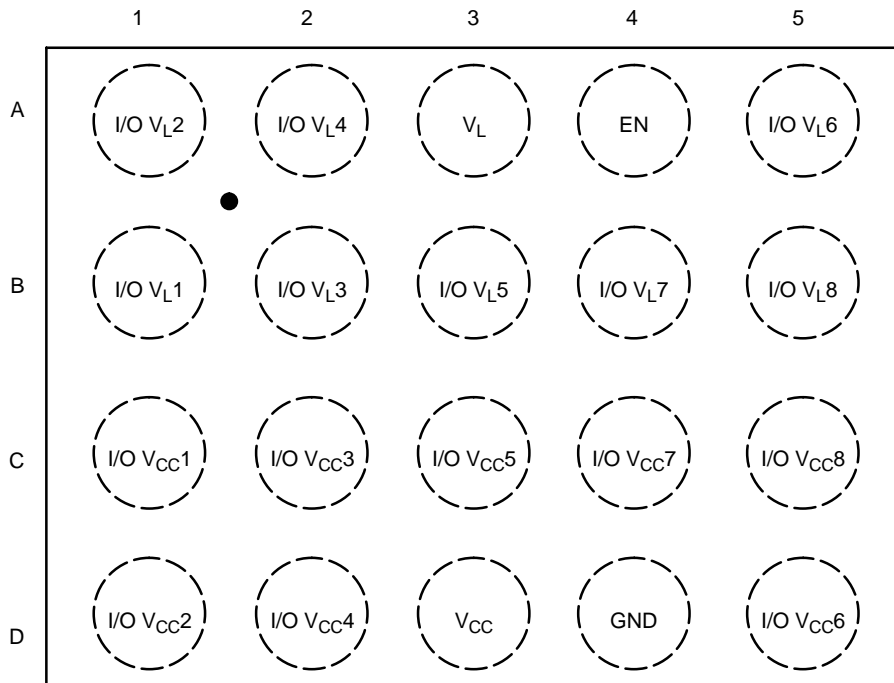 1 2 3 4 5
A I/O VL2 I/O VL4 VL EN I/O VL6
B I/O VL1 I/O VL3 I/O VL5 I/O VL7 I/O VL8
C I/O VCC1 I/O VCC3 I/O VCC5 I/O VCC7 I/O VCC8
D I/O VCC2 I/O VCC4 VCC GND I/O VCC6